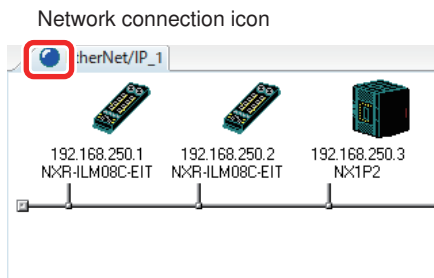 Network connection icon
therNet/IP_1
192.168.250.1 192.168.250.2 192.168.250.3
NXR-ILM08C-EIT NXR-ILM08C-EIT NX1P2